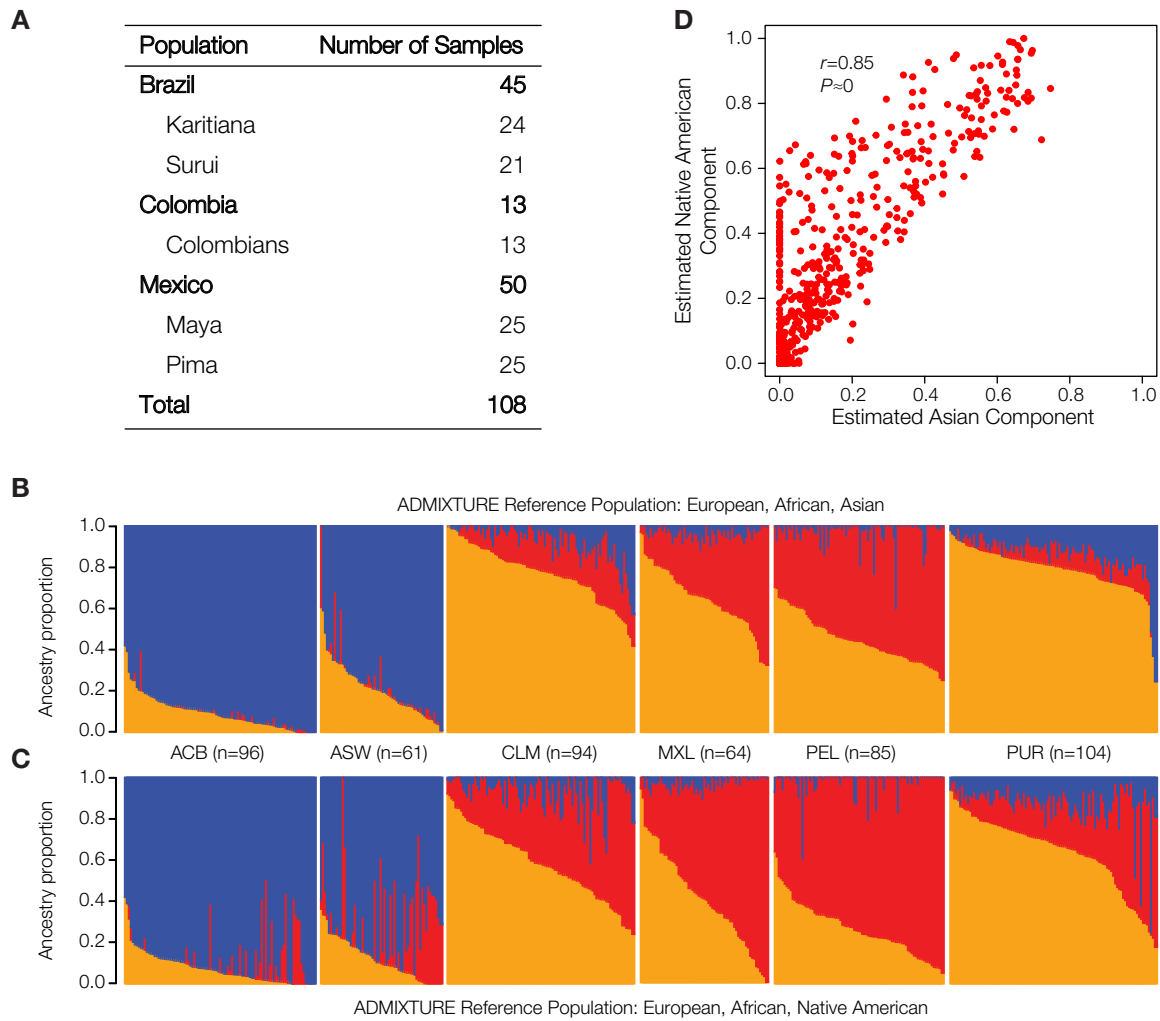 A
Population Number of Samples
Brazil 45
Karitiana 24
Surui 21
Colombia 13
Colombians 13
Mexico 50
Maya 25
Pima 25
Total 108
D
Estimated Native American
Component
1.0
0.8
0.6
0.4
0.2
0.0
r=0.85
P≈0
0.0 0.2 0.4 0.6 0.8 1.0
Estimated Asian Component
B
ADMIXTURE Reference Population: European, African, Asian
Ancestry proportion
1.0
0.8
0.6
0.4
0.2
0.0
ACB (n=96) ASW (n=61) CLM (n=94) MXL (n=64) PEL (n=85) PUR (n=104)
C
Ancestry proportion
1.0
0.8
0.6
0.4
0.2
0.0
ADMIXTURE Reference Population: European, African, Native American